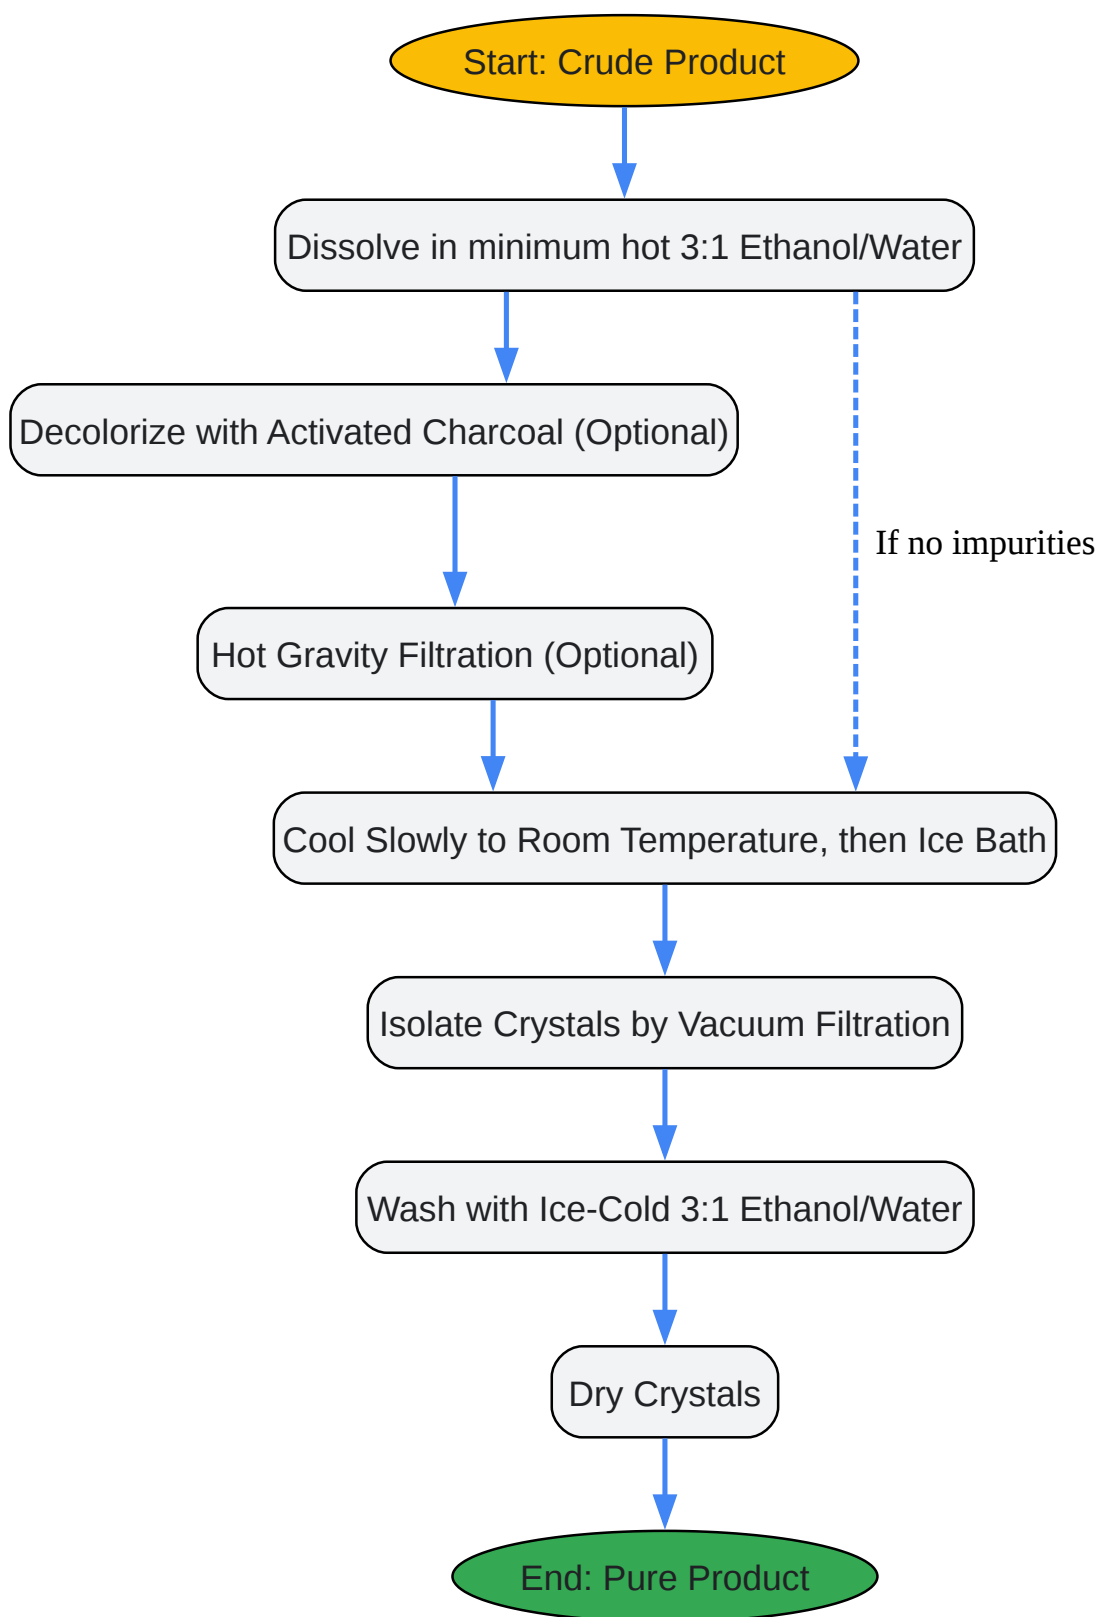 Start: Crude Product
Dissolve in minimum hot 3:1 Ethanol/Water
Decolorize with Activated Charcoal (Optional)
If no impurities
Hot Gravity Filtration (Optional)
Cool Slowly to Room Temperature, then Ice Bath
Isolate Crystals by Vacuum Filtration
Wash with Ice-Cold 3:1 Ethanol/Water
Dry Crystals
End: Pure Product